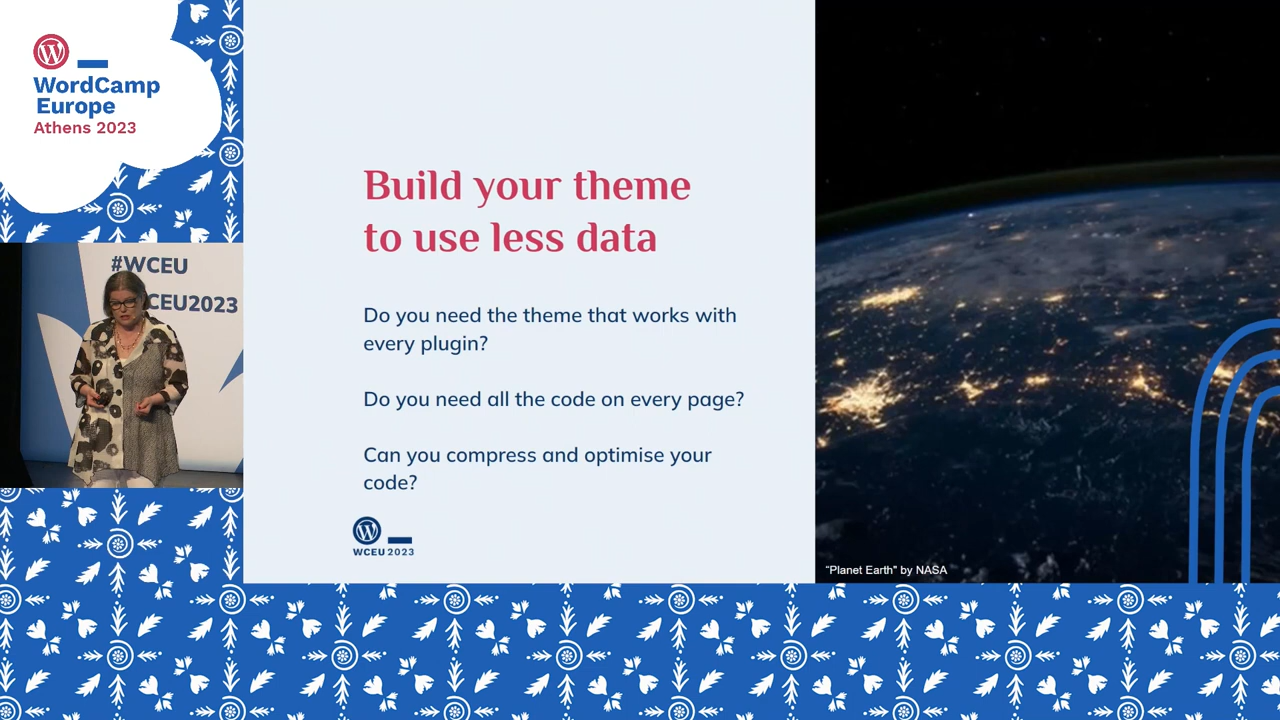 WordCamp
Europe
Athens 2023
#WCEU
CEU2023
Build your theme
to use less data
Do you need the theme that works with
every plugin?
Do you need all the code on every page?
Can you compress and optimise your
code?
WCEU 2023
“Planet Earth" by NASA